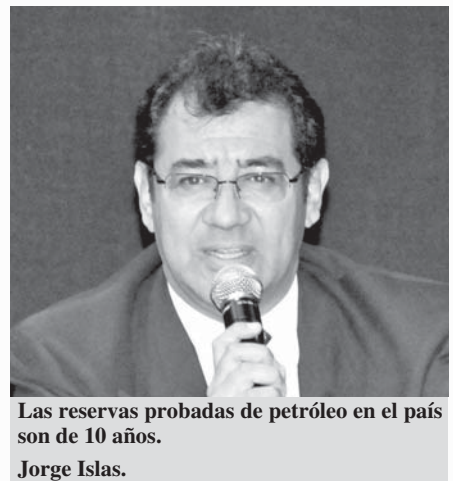 Las reservas probadas de petróleo en el país
son de 10 años.
Jorge Islas.